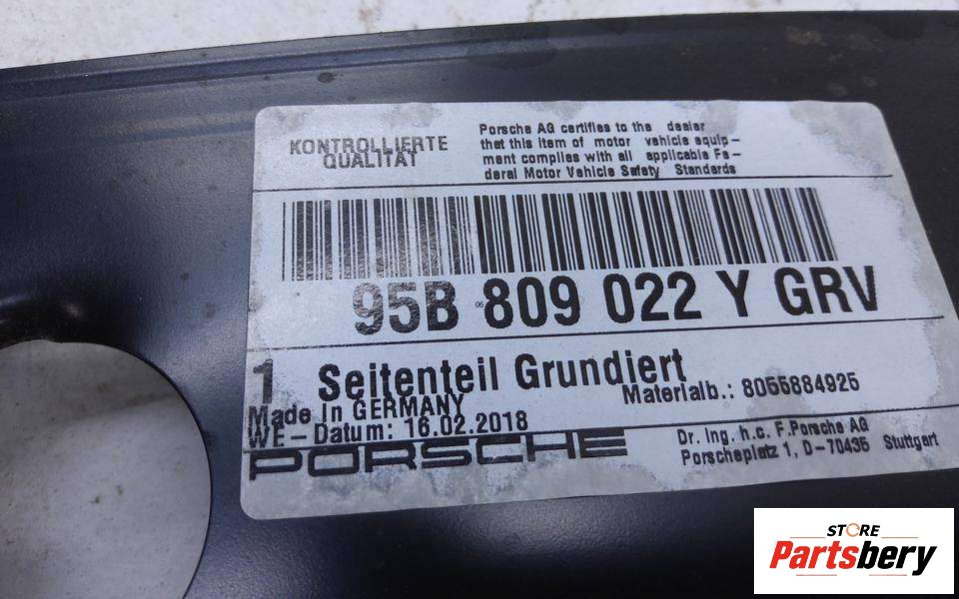 KONTROLLIERTE
QUALITÄT
Porsche AG certifies to the dealer
that this item of motor vehicle equip-
ment complies with all applicable Fe-
deral Motor Vehicle Safety Standards
95B 809 022 Y GRV
1 Seitenteil Grundiert
Materialb.: 8055884925
Made In GERMANY
WE-Datum: 16.02.2018
PORSCHE
Dr. Ing. h.c. F.Porsche AG
Porscheplatz 1, D-70435 Stuttgart
STORE
Partsbery